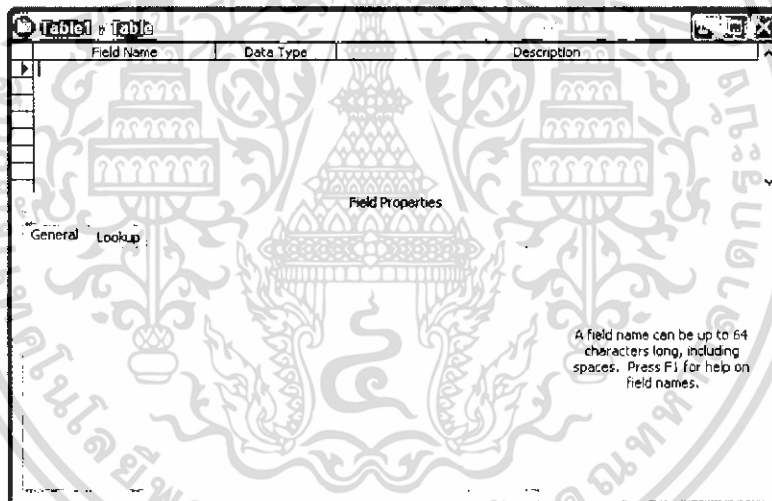 Table1 : Table
Field Name Data Type Description
Field Properties
General Lookup
A field name can be up to 64
characters long, including
spaces. Press F1 for help on
field names.